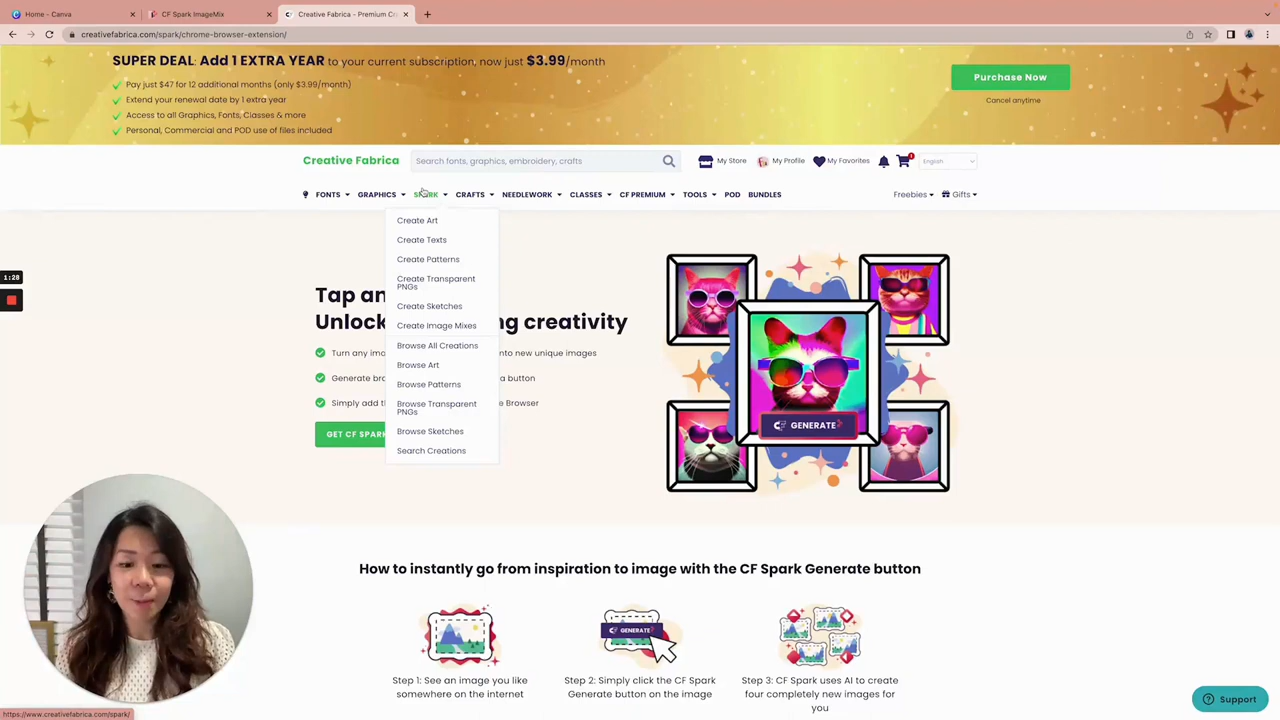 Home - Canva
CF Spark ImageMix
Creative Fabrica - Premium Cr
creativefabrica.com/spark/chrome-browser-extension/
SUPER DEAL: Add 1 EXTRA YEAR to your current subscription, now just $3.99/month
Pay just $47 for 12 additional months (only $3.99/month)
Extend your renewal date by 1 extra year
Access to all Graphics, Fonts, Classes & more
Personal, Commercial and POD use of files included
Purchase Now
Cancel anytime
Creative Fabrica
Search fonts, graphics, embroidery, crafts
My Store
My Profile
My Favorites
1
English
FONTS
GRAPHICS
SPARK
CRAFTS
NEEDLEWORK
CLASSES
CF PREMIUM
TOOLS
POD
BUNDLES
Freebies
Gifts
Create Art
Create Texts
Create Patterns
Create Transparent
PNGs
Create Sketches
Create Image Mixes
Browse All Creations
Browse Art
Browse Patterns
Browse Transparent
PNGs
Browse Sketches
Search Creations
1:28
Tap an
Unlock
g creativity
Turn any ima
nto new unique images
Generate bra
a button
Simply add th
e Browser
GET CF SPARK
GENERATE
How to instantly go from inspiration to image with the CF Spark Generate button
GENERATE
Step 1: See an image you like
somewhere on the internet
Step 2: Simply click the CF Spark
Generate button on the image
Step 3: CF Spark uses AI to create
four completely new images for
you
Support
https://www.creativefabrica.com/spark/